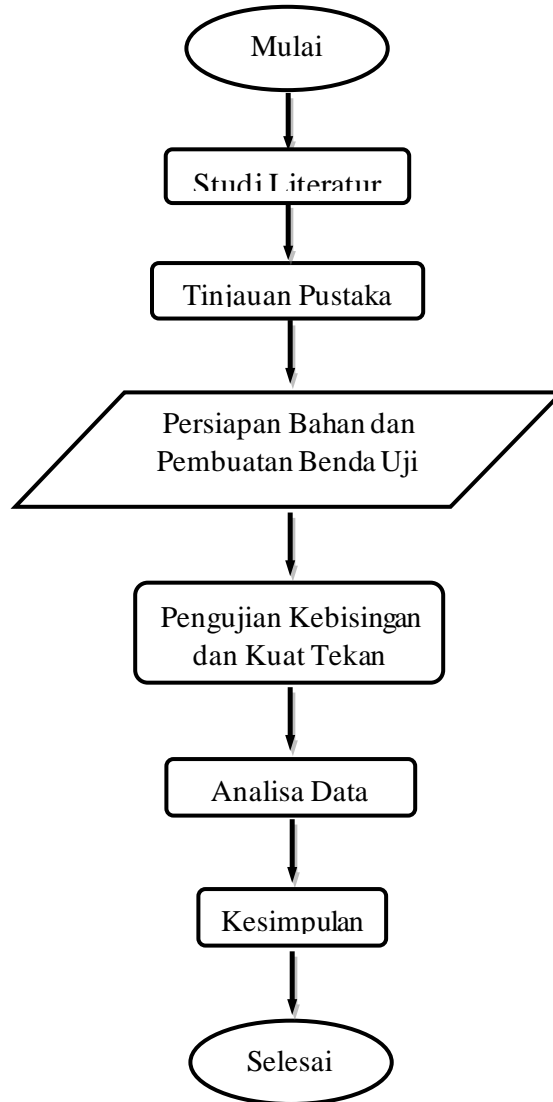 Mulai
Studi Literatur
Tinjauan Pustaka
Persiapan Bahan dan
Pembuatan Benda Uji
Pengujian Kebisingan
dan Kuat Tekan
Analisa Data
Kesimpulan
Selesai